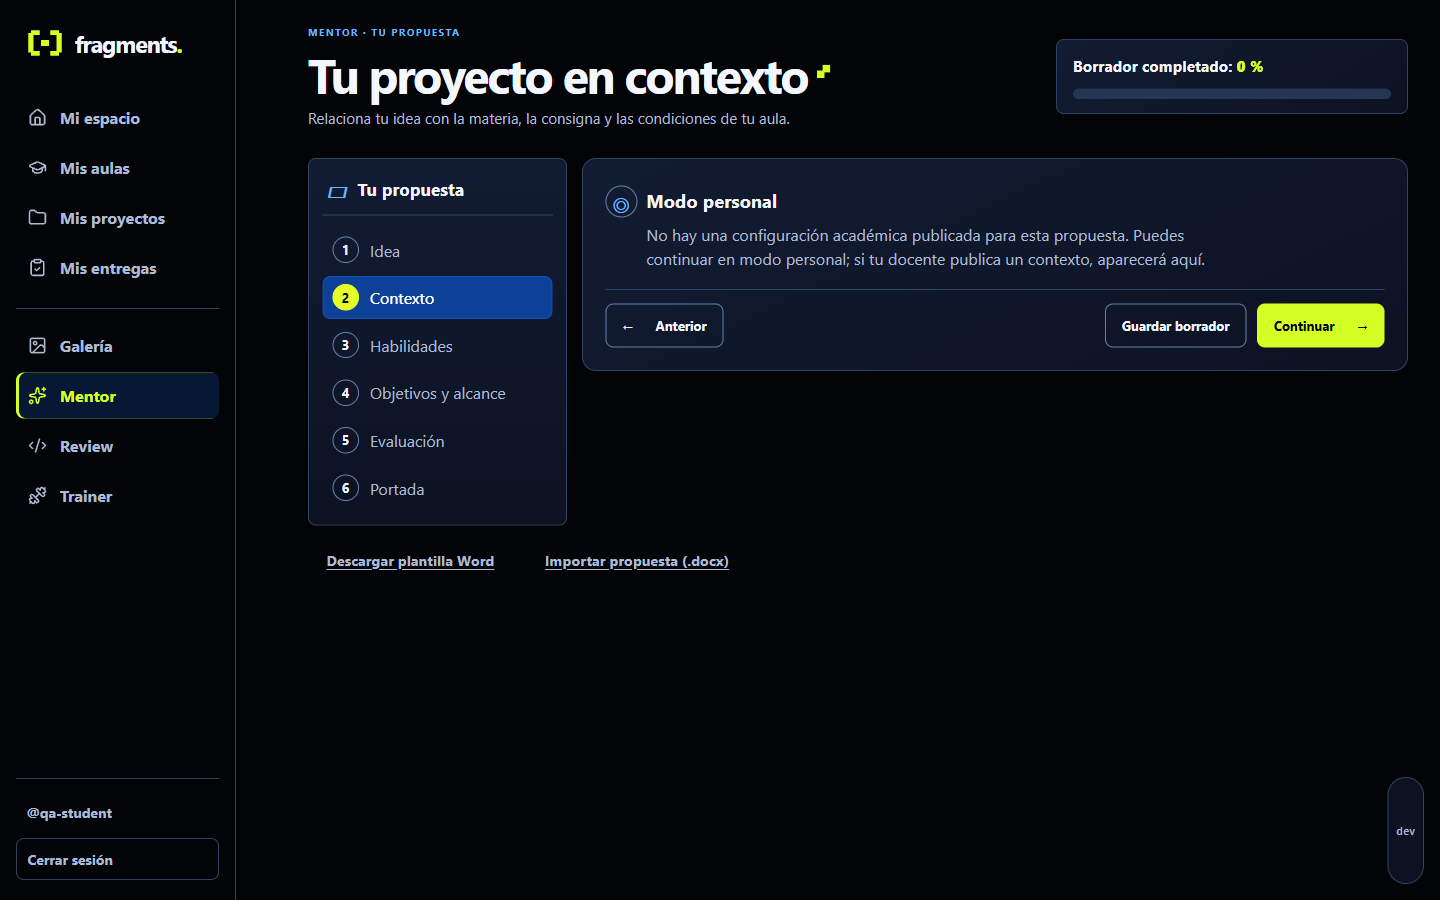 fragments.
Mi espacio
Mis aulas
Mis proyectos
Mis entregas
Galería
Mentor
Review
Trainer
@qa-student
Cerrar sesión
MENTOR · TU PROPUESTA
Tu proyecto en contexto
Relaciona tu idea con la materia, la consigna y las condiciones de tu aula.
Borrador completado: 0 %
Tu propuesta
1 Idea
2 Contexto
3 Habilidades
4 Objetivos y alcance
5 Evaluación
6 Portada
Modo personal
No hay una configuración académica publicada para esta propuesta. Puedes
continuar en modo personal; si tu docente publica un contexto, aparecerá aquí.
← Anterior
Guardar borrador
Continuar →
Descargar plantilla Word
Importar propuesta (.docx)
dev